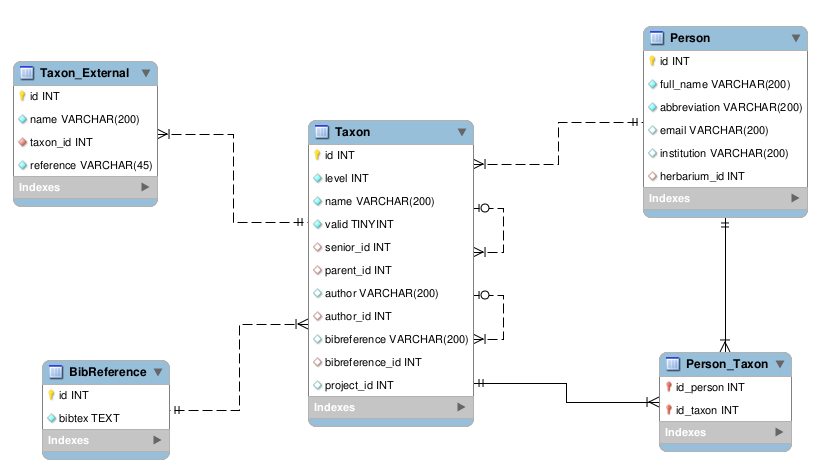 Taxon_External
id INT
name VARCHAR(200)
taxon_id INT
reference VARCHAR(45)
Indexes
Taxon
id INT
level INT
name VARCHAR(200)
valid TINYINT
senior_id INT
parent_id INT
author VARCHAR(200)
author_id INT
bibreference VARCHAR(200)
bibreference_id INT
project_id INT
Indexes
Person
id INT
full_name VARCHAR(200)
abbreviation VARCHAR(200)
email VARCHAR(200)
institution VARCHAR(200)
herbarium_id INT
Indexes
BibReference
id INT
bibtex TEXT
Indexes
Person_Taxon
id_person INT
id_taxon INT
Indexes